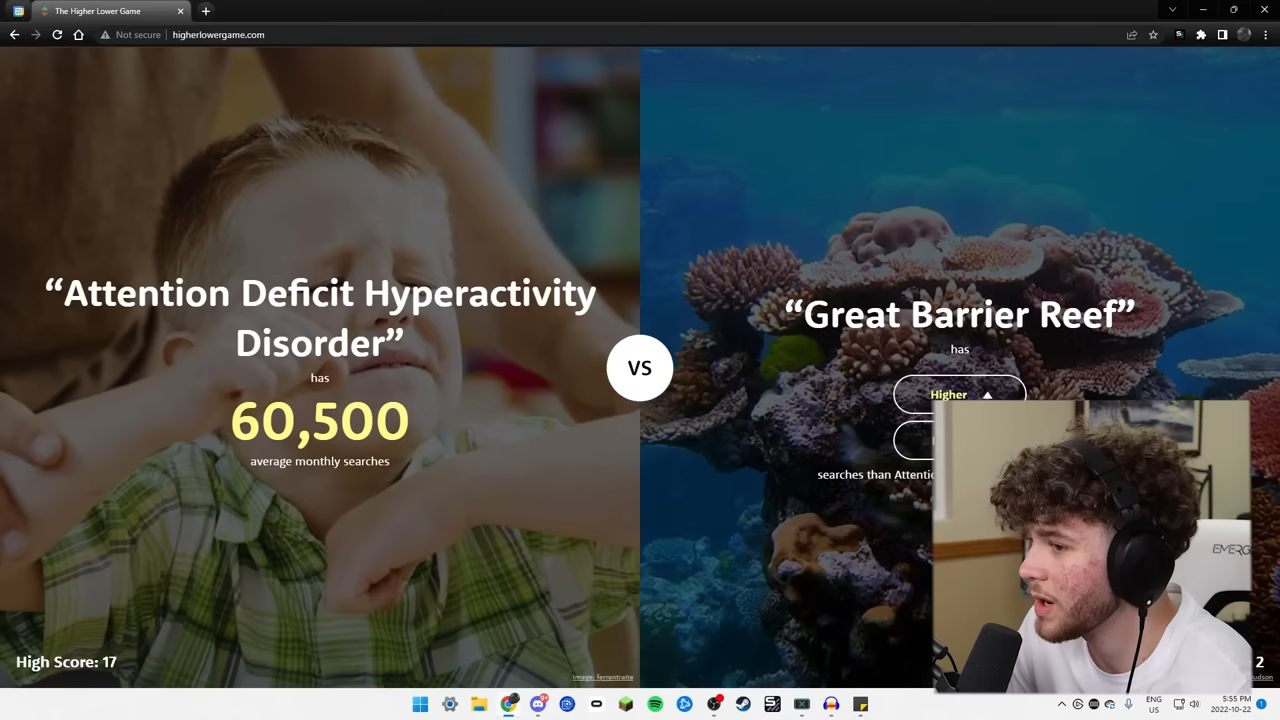 The Higher Lower Game
Not secure
higherlowergame.com
“Attention Deficit Hyperactivity
Disorder”
has
60,500
average monthly searches
VS
“Great Barrier Reef”
has
Higher
searches than
High Score: 17
Image: ferrantraite
2
ENG
US
5:55 PM
2022-10-22